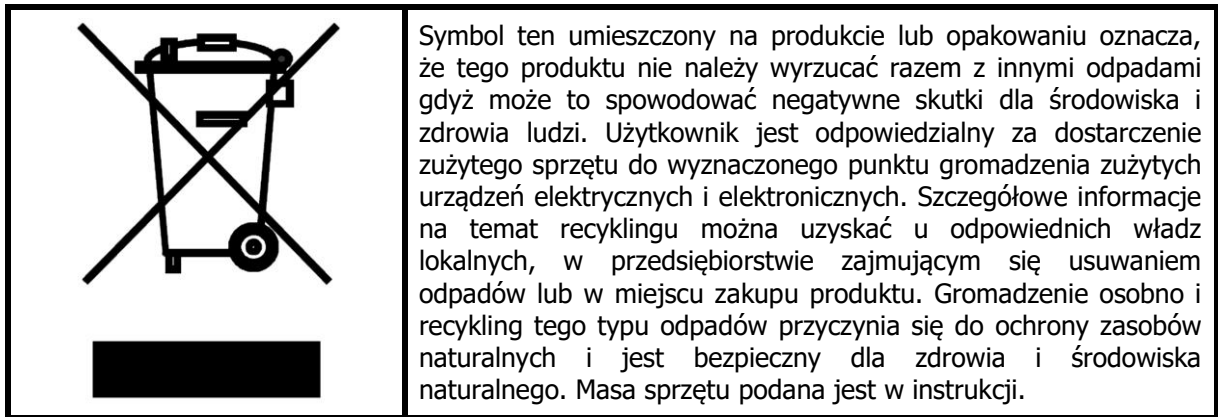 Symbol ten umieszczony na produkcie lub opakowaniu oznacza,
że tego produktu nie należy wyrzucać razem z innymi odpadami
gdyż może to spowodować negatywne skutki dla środowiska i
zdrowia ludzi. Użytkownik jest odpowiedzialny za dostarczenie
zużytego sprzętu do wyznaczonego punktu gromadzenia zużytych
urządzeń elektrycznych i elektronicznych. Szczegółowe informacje
na temat recyklingu można uzyskać u odpowiednich władz
lokalnych, w przedsiębiorstwie zajmującym się usuwaniem
odpadów lub w miejscu zakupu produktu. Gromadzenie osobno i
recykling tego typu odpadów przyczynia się do ochrony zasobów
naturalnych i jest bezpieczny dla zdrowia i środowiska
naturalnego. Masa sprzętu podana jest w instrukcji.